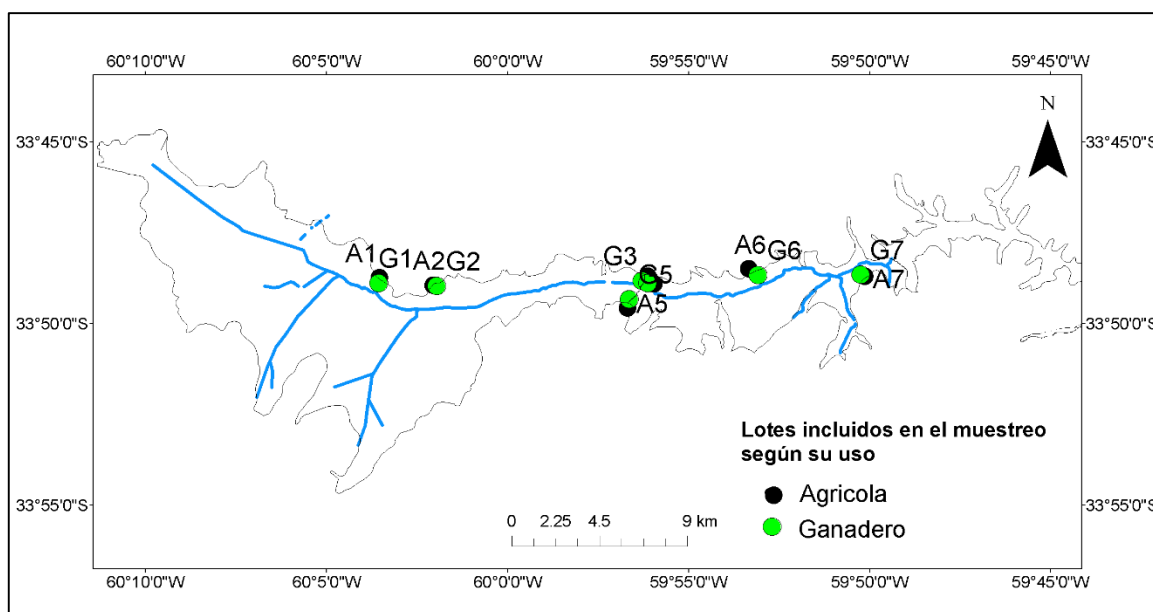 60°10'0"W 60°5'0"W 60°0'0"W 59°55'0"W 59°50'0"W 59°45'0"W
N
33°45'0"S 33°45'0"S
A1 G1 A2 G2 G3 G5 A5 A6 G6 G7 A7
33°50'0"S 33°50'0"S
Lotes incluidos en el muestreo
según su uso
Agricola
Ganadero
0 2.25 4.5 9 km
33°55'0"S 33°55'0"S
60°10'0"W 60°5'0"W 60°0'0"W 59°55'0"W 59°50'0"W 59°45'0"W